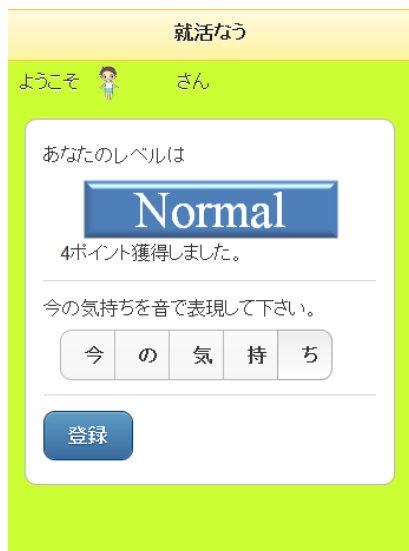 就活なう
ようこそ さん
あなたのレベルは
Normal
4ポイント獲得しました。
今の気持ちを音で表現して下さい。
今 の 気 持 ち
登録